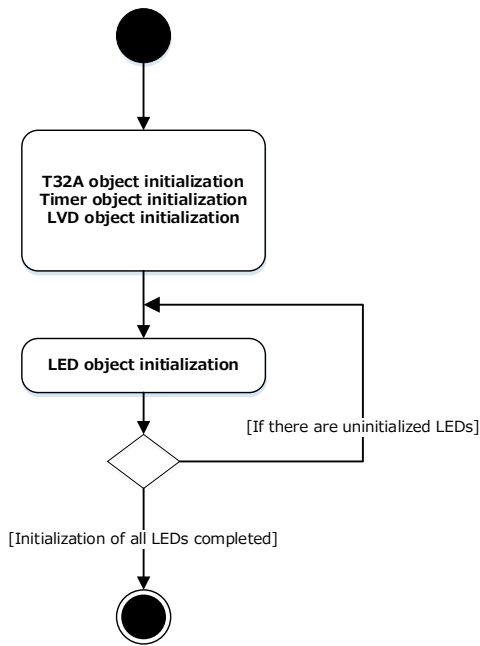 T32A object initialization
Timer object initialization
LVD object initialization
LED object initialization
[If there are uninitialized LEDs]
[Initialization of all LEDs completed]